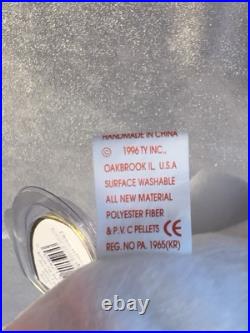 HANDMADE IN CHINA
© 1996 TY INC.,
OAKBROOK IL, U.S.A
SURFACE WASHABLE
ALL NEW MATERIAL
POLYESTER FIBER
& P.V.C PELLETS CE
REG. NO PA. 1965(KR)